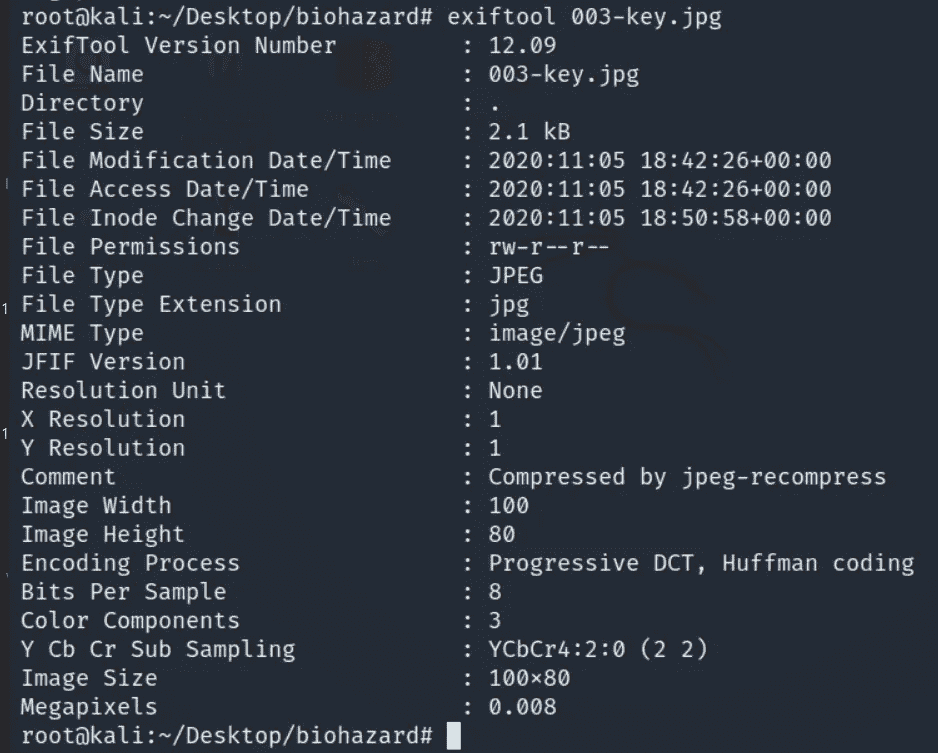 root@kali:~/Desktop/biohazard# exiftool 003-key.jpg
ExifTool Version Number : 12.09
File Name : 003-key.jpg
Directory : .
File Size : 2.1 kB
File Modification Date/Time : 2020:11:05 18:42:26+00:00
File Access Date/Time : 2020:11:05 18:42:26+00:00
File Inode Change Date/Time : 2020:11:05 18:50:58+00:00
File Permissions : rw-r--r--
File Type : JPEG
File Type Extension : jpg
MIME Type : image/jpeg
JFIF Version : 1.01
Resolution Unit : None
X Resolution : 1
Y Resolution : 1
Comment : Compressed by jpeg-recompress
Image Width : 100
Image Height : 80
Encoding Process : Progressive DCT, Huffman coding
Bits Per Sample : 8
Color Components : 3
Y Cb Cr Sub Sampling : YCbCr4:2:0 (2 2)
Image Size : 100×80
Megapixels : 0.008
root@kali:~/Desktop/biohazard#